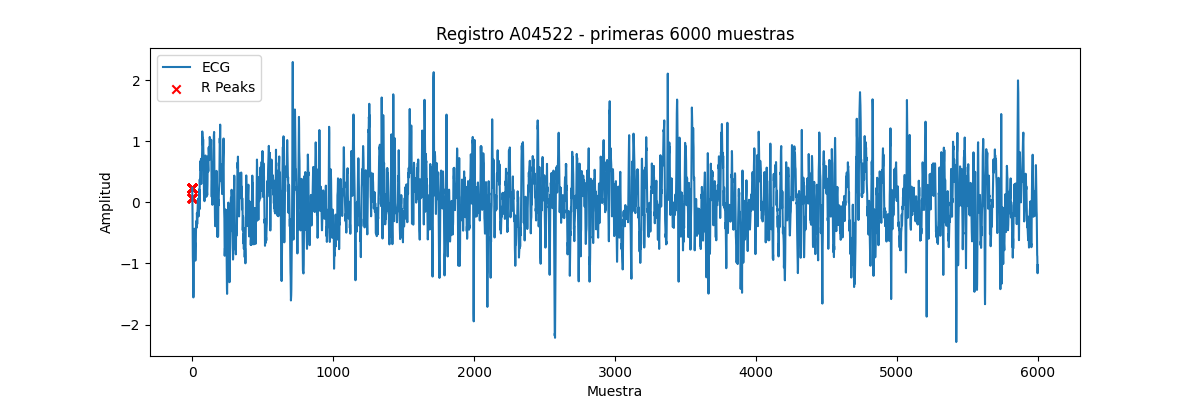 Registro A04522 - primeras 6000 muestras
ECG
R Peaks
Amplitud
2
1
0
−1
−2
0 1000 2000 3000 4000 5000 6000
Muestra